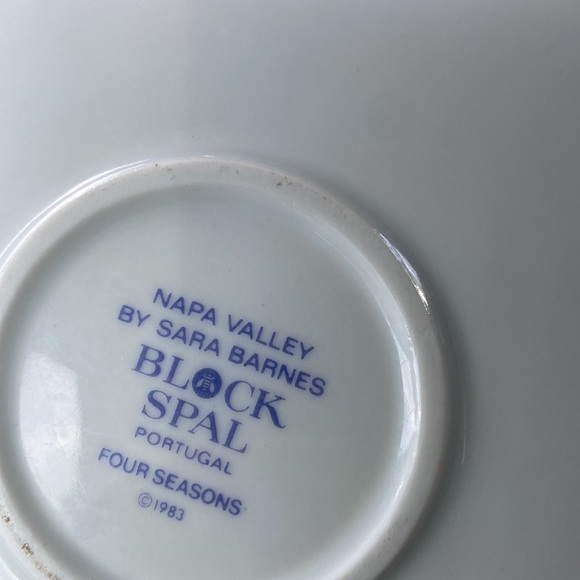 NAPA VALLEY
BY SARA BARNES
BLOCK
SPAL
PORTUGAL
FOUR SEASONS
©1983